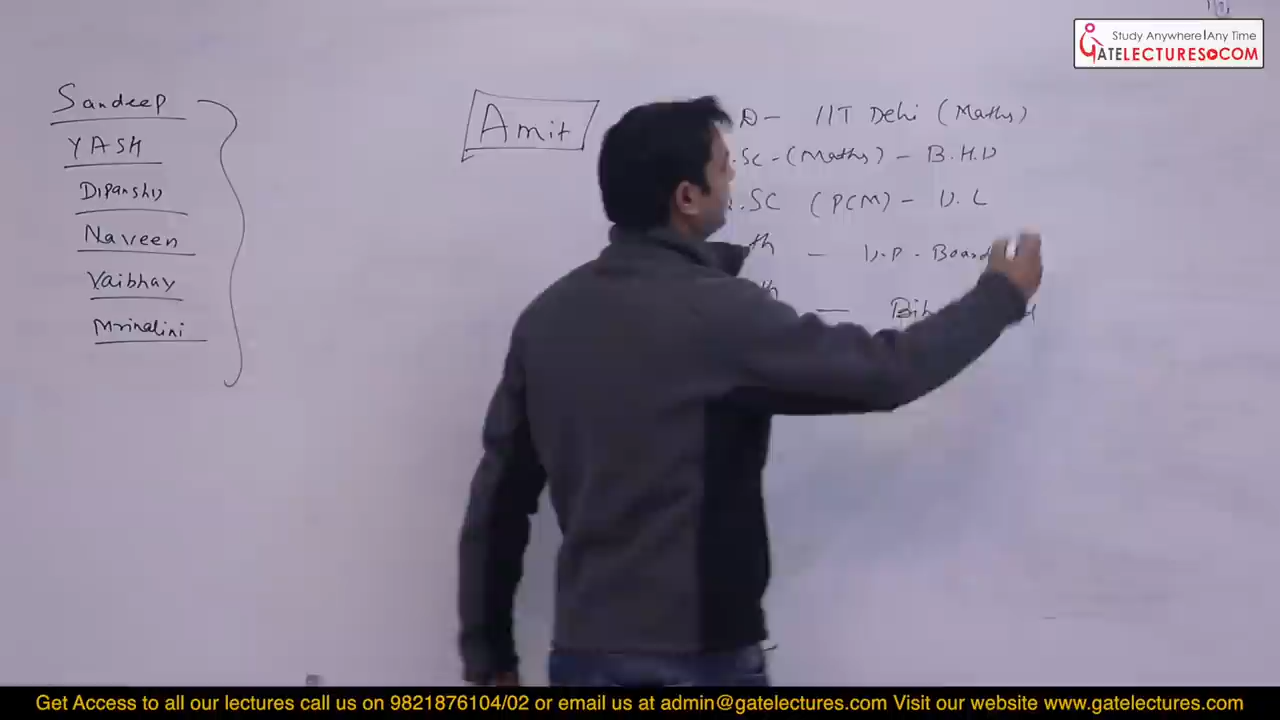 Study Anywhere|Any Time
GATELECTURES.COM
Sandeep
YASH
Dipanshu
Naveen
Vaibhav
Mrinalini
Amit
D- IIT Delhi (Maths)
.SC-(Maths) - B.H.U
.SC (PCM) -
th - U.P. Board
th -
Get Access to all our lectures call us on 9821876104/02 or email us at admin@gatelectures.com Visit our website www.gatelectures.com